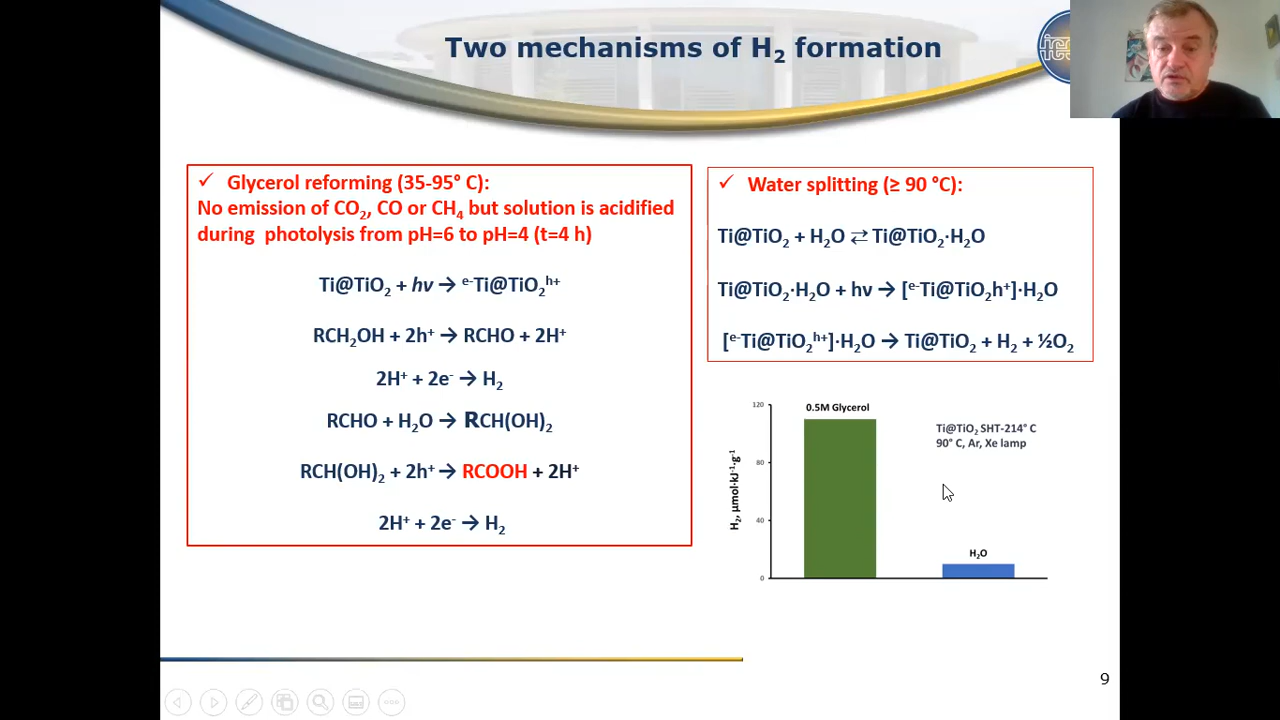 Two mechanisms of H₂ formation
✓ Glycerol reforming (35-95° C):
No emission of CO₂, CO or CH₄ but solution is acidified
during photolysis from pH=6 to pH=4 (t=4 h)
Ti@TiO₂ + hν → ᵉ⁻Ti@TiO₂ʰ⁺
RCH₂OH + 2h⁺ → RCHO + 2H⁺
2H⁺ + 2e⁻ → H₂
RCHO + H₂O → RCH(OH)₂
RCH(OH)₂ + 2h⁺ → RCOOH + 2H⁺
2H⁺ + 2e⁻ → H₂
✓ Water splitting (≥ 90 °C):
Ti@TiO₂ + H₂O ⇄ Ti@TiO₂·H₂O
Ti@TiO₂·H₂O + hν → [ᵉ⁻Ti@TiO₂h⁺]·H₂O
[ᵉ⁻Ti@TiO₂ʰ⁺]·H₂O → Ti@TiO₂ + H₂ + ½O₂
H₂, µmol·kJ⁻¹·g⁻¹
120
80
40
0
0.5M Glycerol
Ti@TiO₂ SHT-214° C
90° C, Ar, Xe lamp
H₂O
9